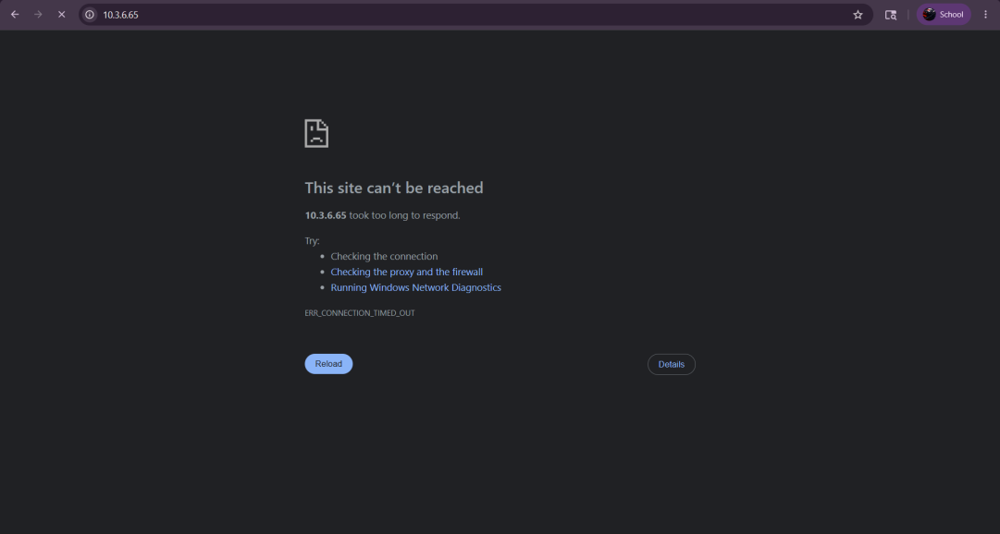 10.3.6.65
School
This site can't be reached
10.3.6.65 took too long to respond.
Try:
Checking the connection
Checking the proxy and the firewall
Running Windows Network Diagnostics
ERR_CONNECTION_TIMED_OUT
Reload
Details